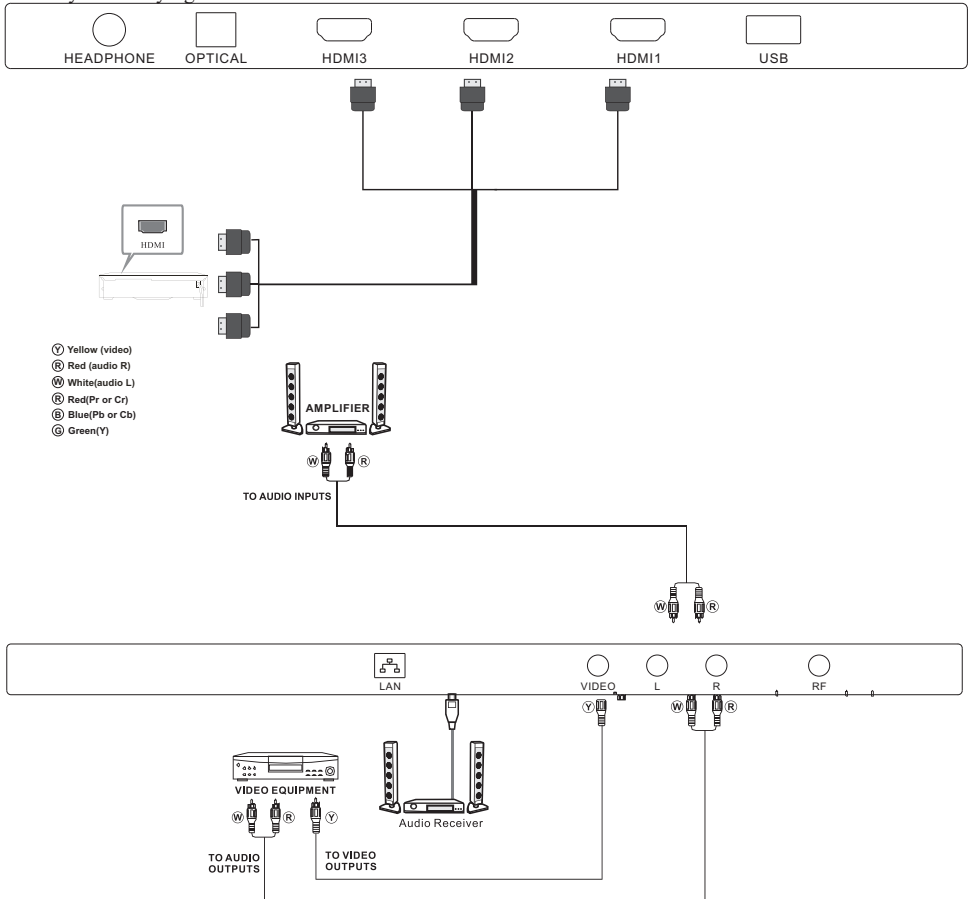 HEADPHONE OPTICAL HDMI3 HDMI2 HDMI1 USB
HDMI
Y Yellow (video)
R Red (audio R)
W White(audio L)
R Red(Pr or Cr)
B Blue(Pb or Cb)
G Green(Y)
AMPLIFIER
W R
TO AUDIO INPUTS
W R
LAN VIDEO L R RF
Y W R
VIDEO EQUIPMENT
W R Y
Audio Receiver
TO AUDIO
OUTPUTS
TO VIDEO
OUTPUTS